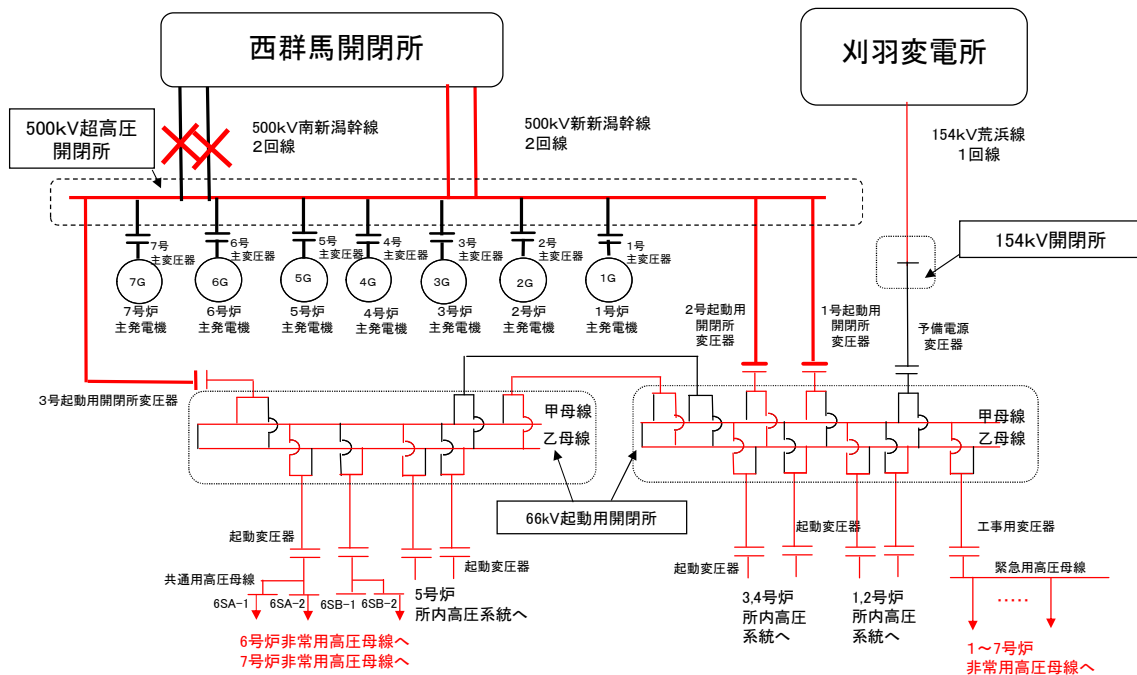 西群馬開閉所
刈羽変電所
500kV超高圧
開閉所
500kV南新潟幹線
２回線
500kV新新潟幹線
２回線
154kV荒浜線
１回線
154kV開閉所
７号
主変圧器
６号
主変圧器
５号
主変圧器
４号
主変圧器
３号
主変圧器
２号
主変圧器
１号
主変圧器
7G
6G
5G
4G
3G
2G
1G
７号炉
主発電機
６号炉
主発電機
５号炉
主発電機
４号炉
主発電機
３号炉
主発電機
２号炉
主発電機
１号炉
主発電機
２号起動用
開閉所
変圧器
１号起動用
開閉所
変圧器
予備電源
変圧器
３号起動用開閉所変圧器
甲母線
乙母線
甲母線
乙母線
66kV起動用開閉所
起動変圧器
共通用高圧母線
6SA-1
6SA-2
6SB-1
6SB-2
起動変圧器
５号炉
所内高圧
系統へ
６号炉非常用高圧母線へ
７号炉非常用高圧母線へ
起動変圧器
起動変圧器
3,4号炉
所内高圧
系統へ
1,2号炉
所内高圧
系統へ
工事用変圧器
緊急用高圧母線
・・・・・
１～７号炉
非常用高圧母線へ